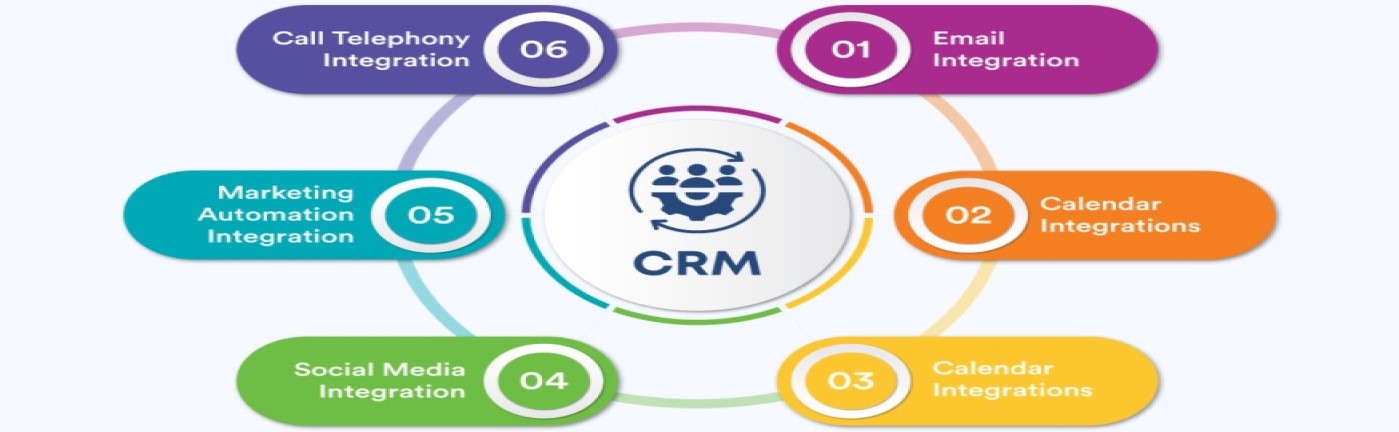 Call Telephony
Integration
06
01
Email
Integration
Marketing
Automation
Integration
05
CRM
02
Calendar
Integrations
Social Media
Integration
04
03
Calendar
Integrations